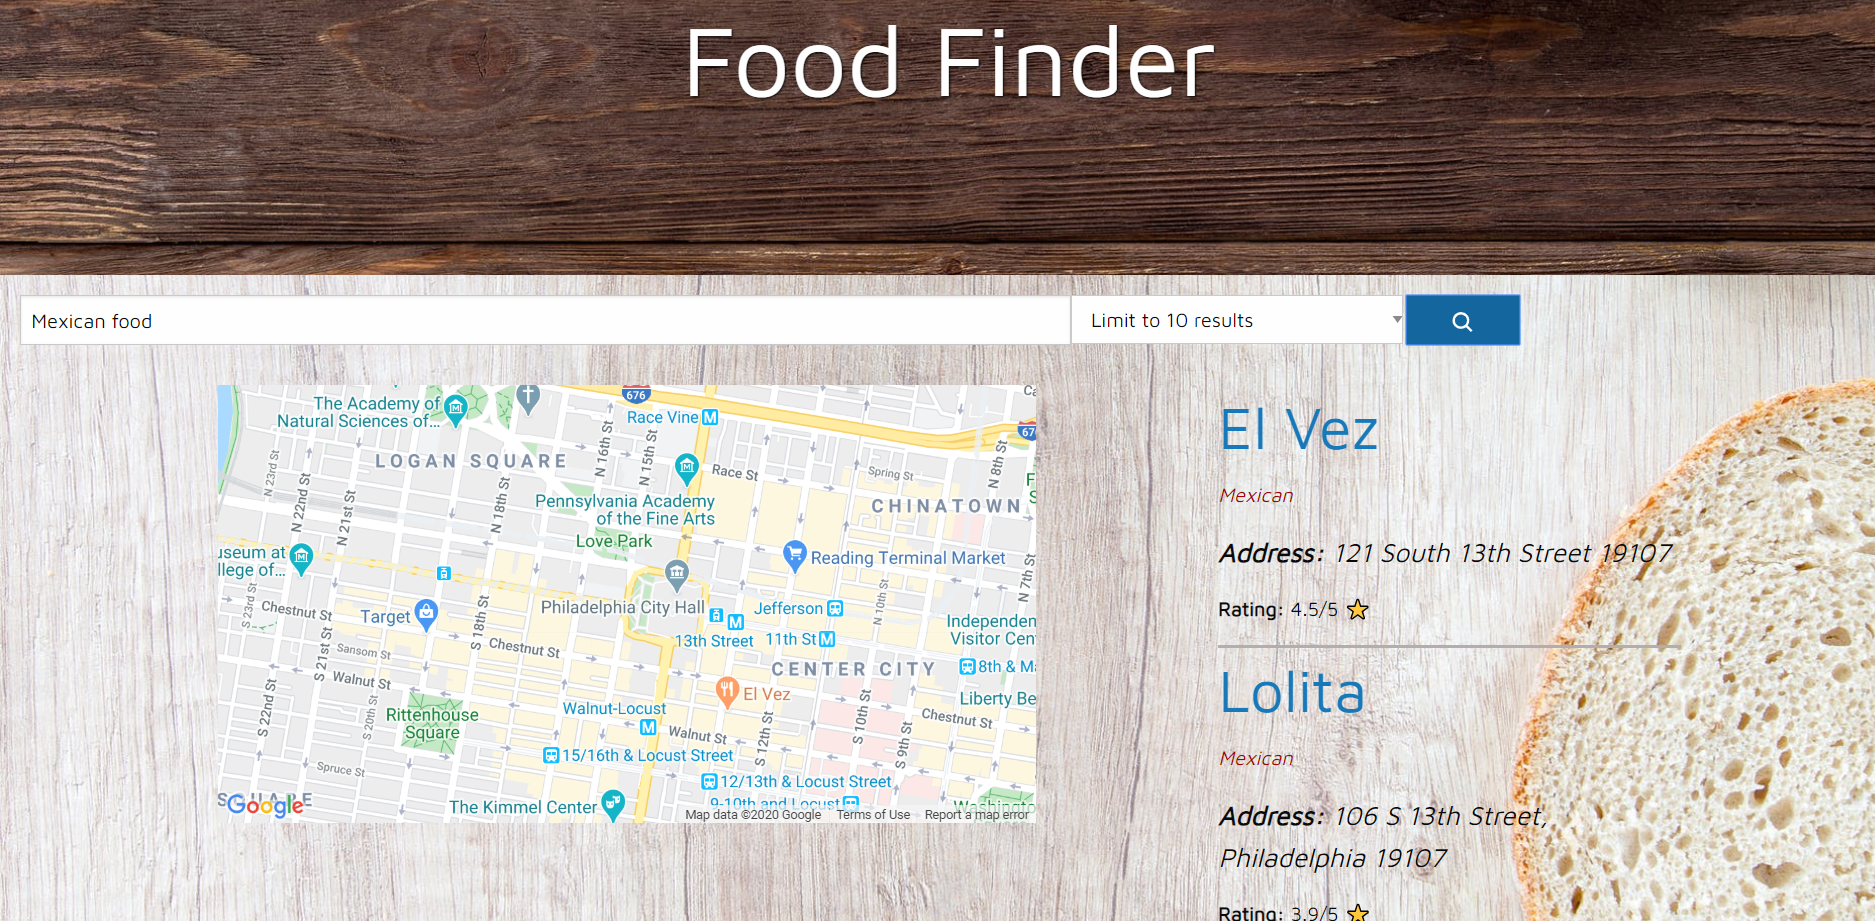 Food Finder
Mexican food
Limit to 10 results
The Academy of
Natural Sciences of...
676
Race Vine M
Ca
67
LOGAN SQUARE
N 16th St
N 15th St
Race St
Spring St
N 8th St
N 23rd St
N 22nd St
N 21st St
N 18th St
Pennsylvania Academy
of the Fine Arts
CHINATOWN
Love Park
Reading Terminal Market
useum at
llege of...
N 7th St
N 10th St
S 23rd St
Chestnut St
Target
S 18th St
Philadelphia City Hall
M
Jefferson
13th Street
11th St M
Independen
Visitor Cen
S 21st St
Sansom St
Chestnut St
CENTER CITY
8th & Ma
Walnut St
El Vez
Liberty Be
S 22nd St
S 20th St
Rittenhouse
Square
Walnut-Locust
M
Walnut St
S 12th St
S 10th St
S 9th St
Chestnut St
15/16th & Locust Street
Spruce St
12/13th & Locust Street
9-10th and Locust
Google
The Kimmel Center
Washingto
Map data ©2020 Google
Terms of Use
Report a map error
El Vez
Mexican
Address: 121 South 13th Street 19107
Rating: 4.5/5
Lolita
Mexican
Address: 106 S 13th Street,
Philadelphia 19107
Rating: 3.9/5